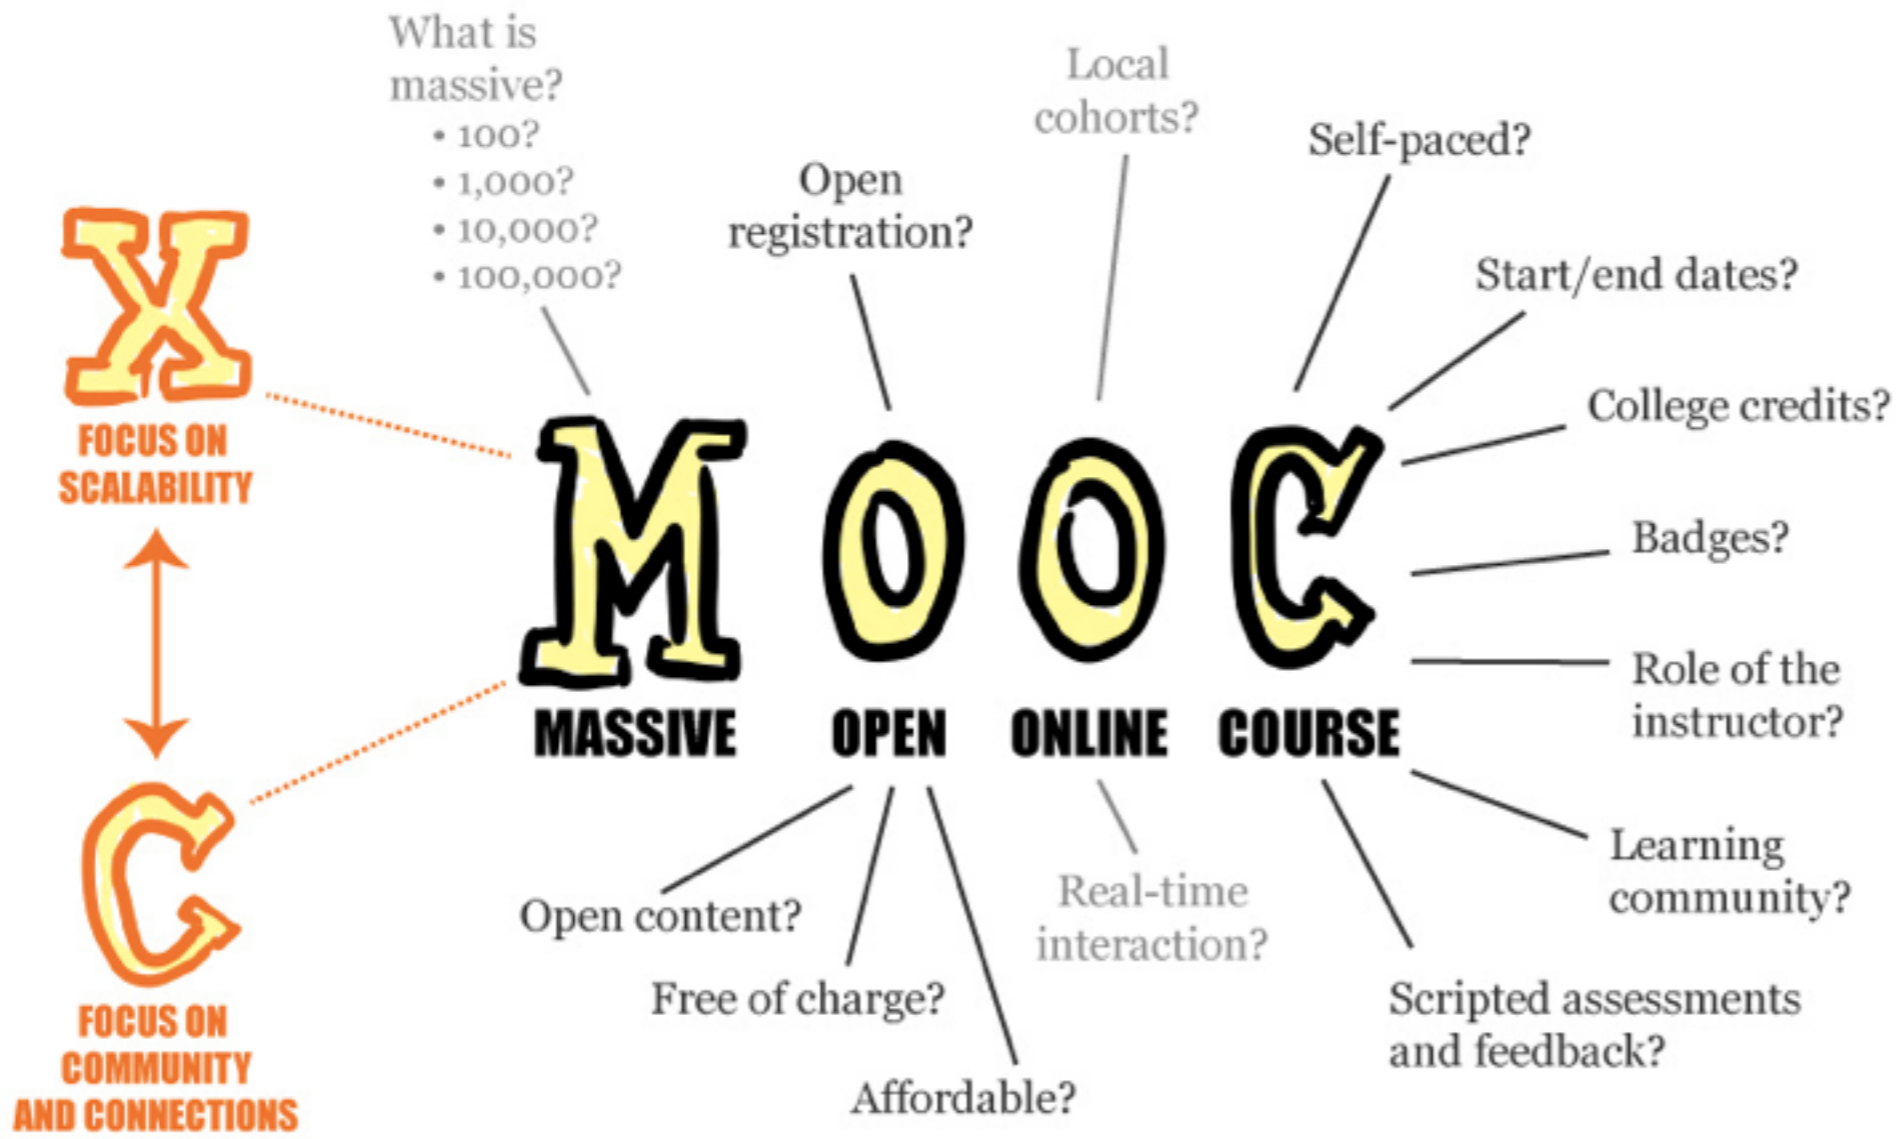 What is
massive?
• 100?
• 1,000?
• 10,000?
• 100,000?
Open
registration?
Local
cohorts?
Self-paced?
Start/end dates?
College credits?
Badges?
Role of the
instructor?
Learning
community?
Scripted assessments
and feedback?
X
FOCUS ON
SCALABILITY
C
FOCUS ON
COMMUNITY
AND CONNECTIONS
MOOC
MASSIVE OPEN ONLINE COURSE
Open content?
Free of charge?
Affordable?
Real-time
interaction?